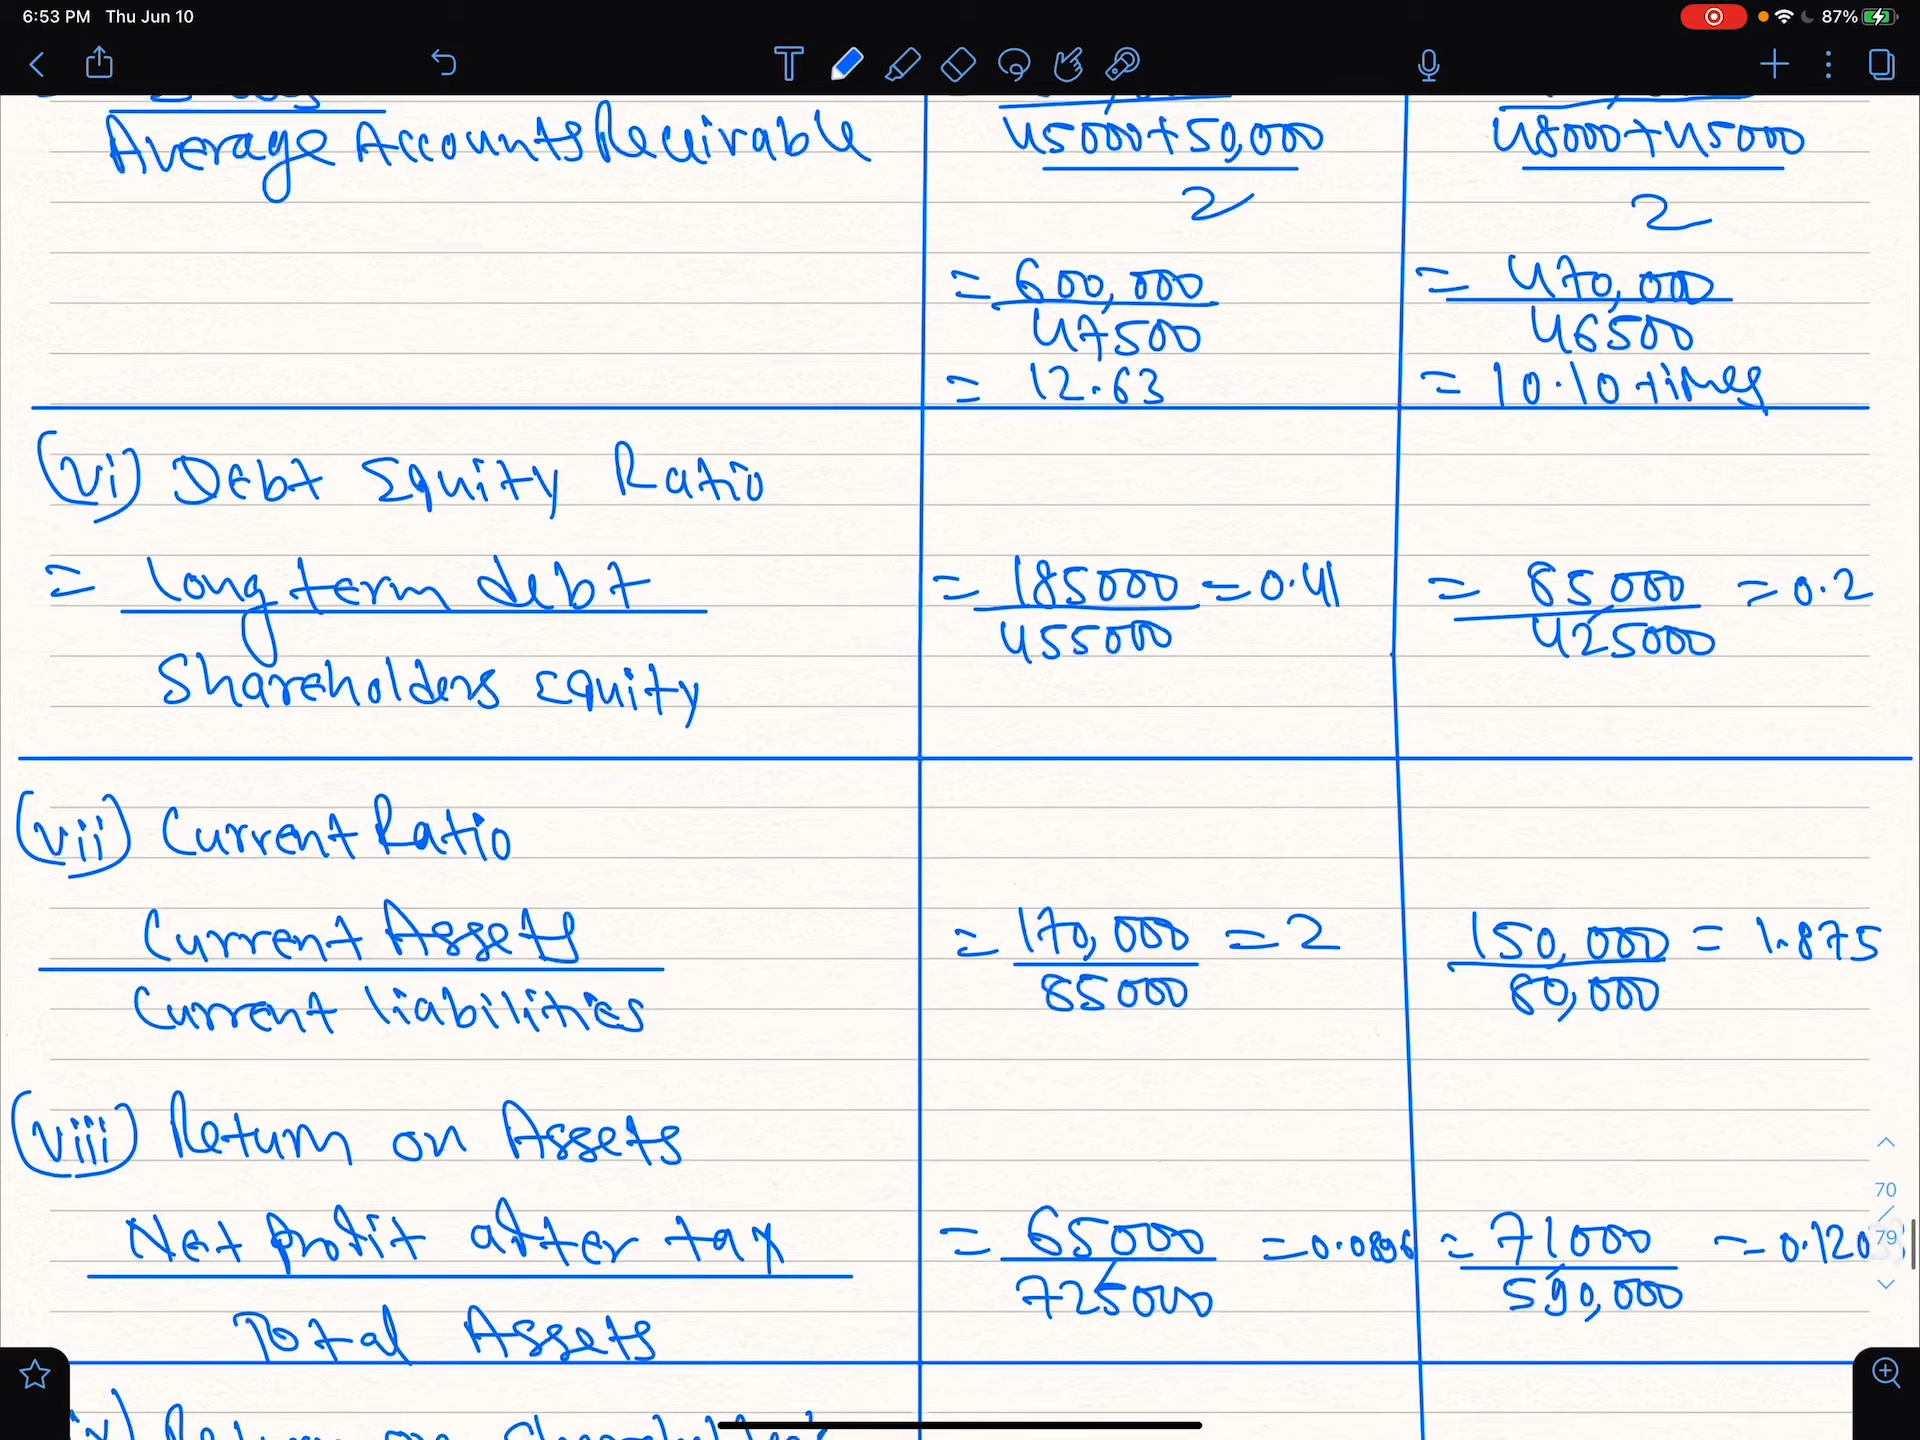 6:53 PM Thu Jun 10
87%
Average Accounts Receivable
45000+50,000
48000+45000
2
2
= 600,000
= 470,000
47500
46500
= 12.63
= 10.10 times
(vi) Debt Equity Ratio
= long term debt
= 185000 = 0.41
= 85000 = 0.2
Shareholders Equity
455000
425000
(vii) Current Ratio
Current Assets
= 170,000 = 2
150,000 = 1.875
Current liabilities
85000
80,000
(viii) Return on Assets
Net profit after tax
= 65000 = 0.0896
= 71000 = 0.120
Total Assets
725000
590,000
70
79